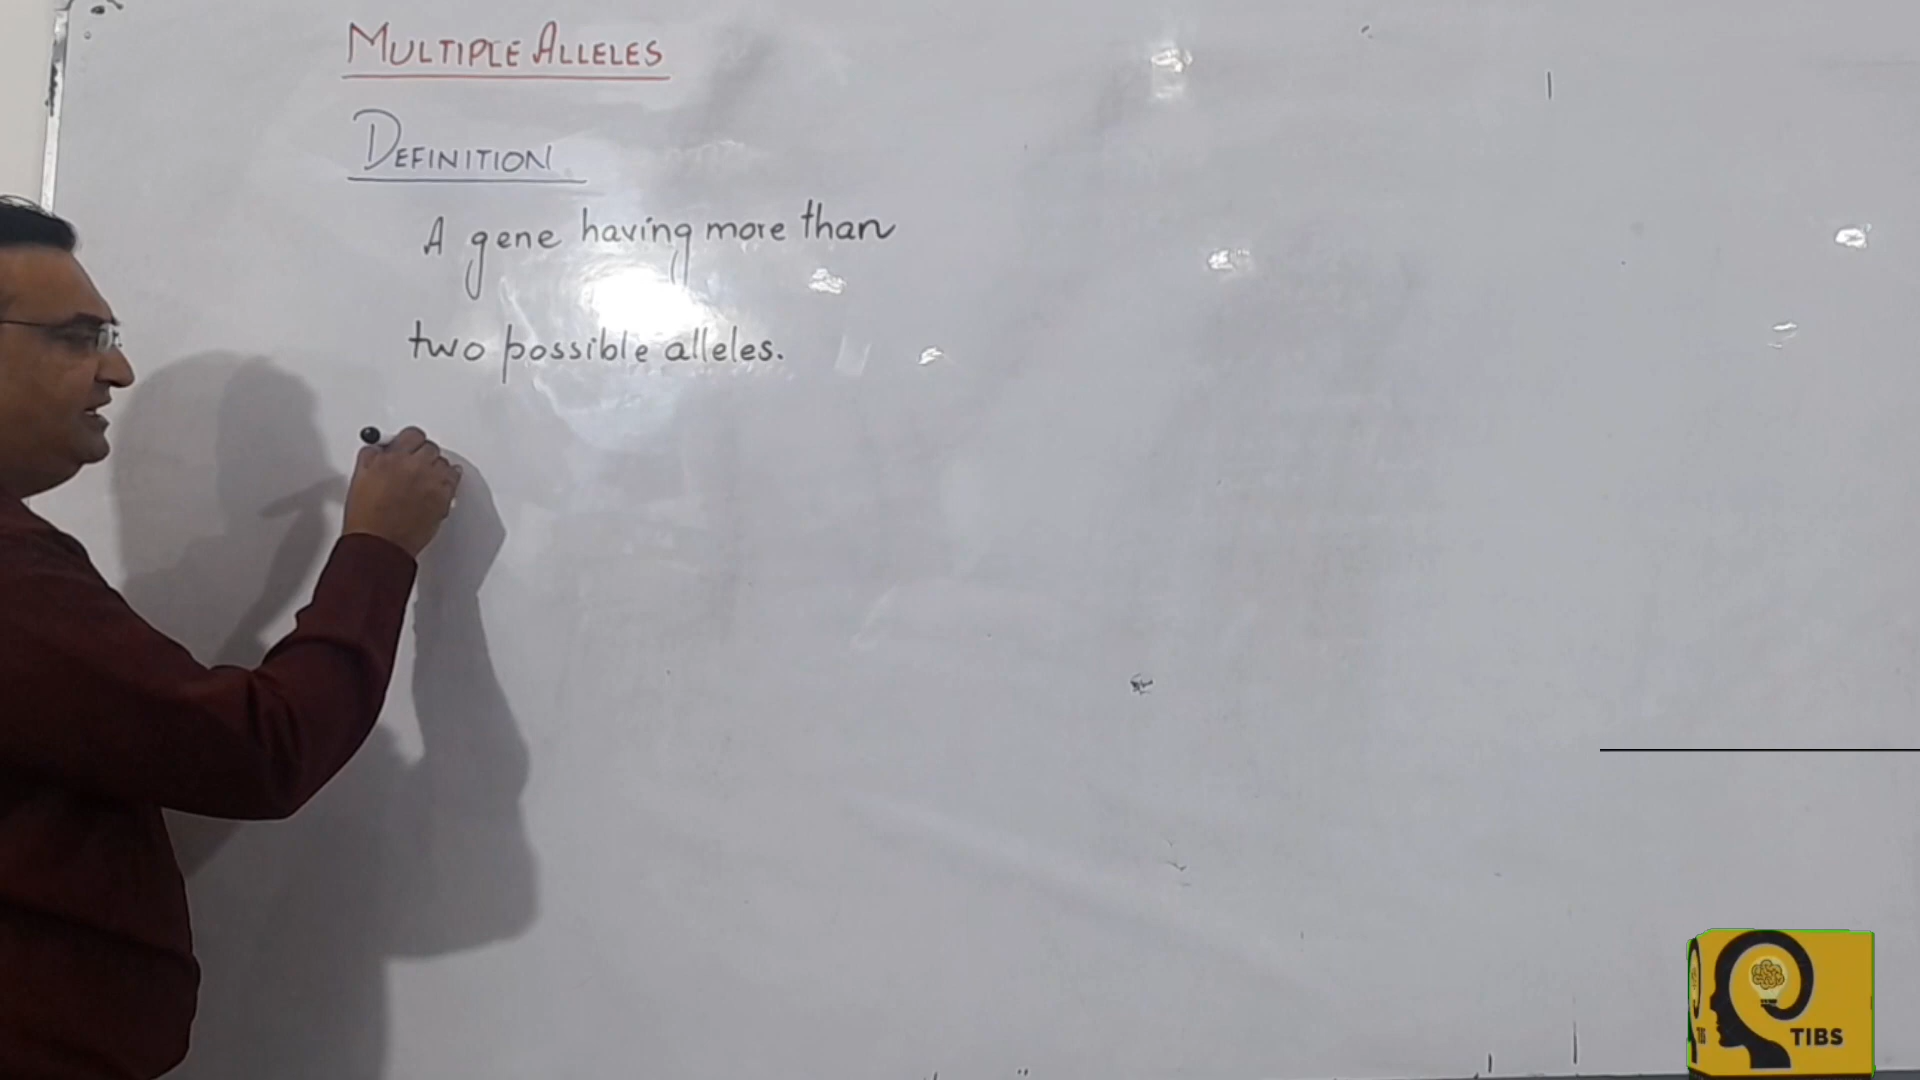 MULTIPLE ALLELES
DEFINITION
A gene having more than
two possible alleles.
TIBS